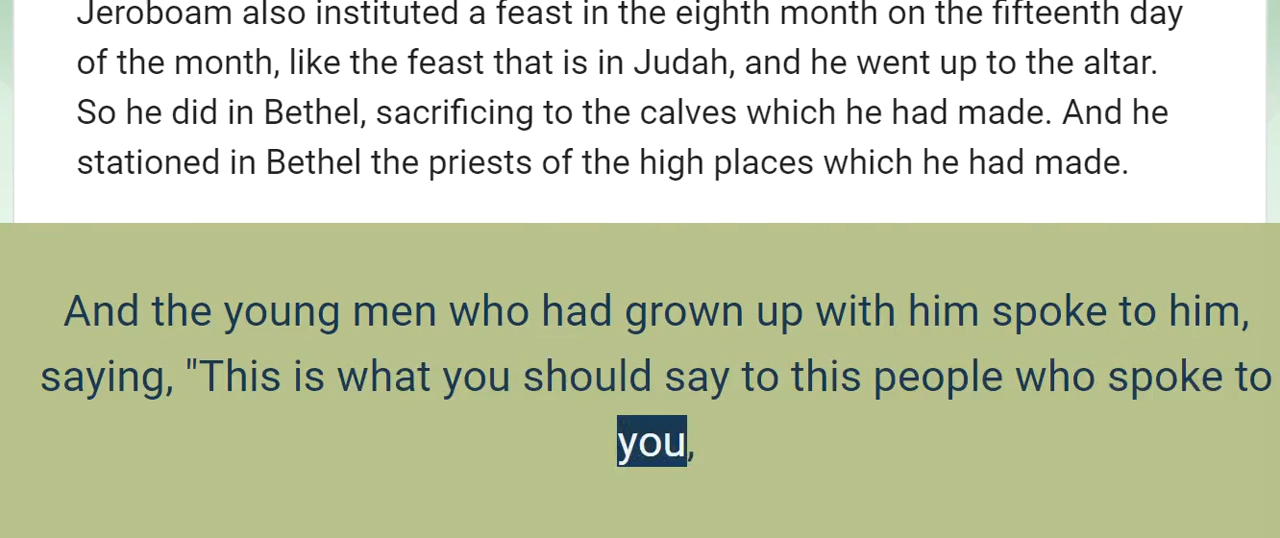 Jeroboam also instituted a feast in the eighth month on the fifteenth day
of the month, like the feast that is in Judah, and he went up to the altar.
So he did in Bethel, sacrificing to the calves which he had made. And he
stationed in Bethel the priests of the high places which he had made.
And the young men who had grown up with him spoke to him,
saying, "This is what you should say to this people who spoke to
you,